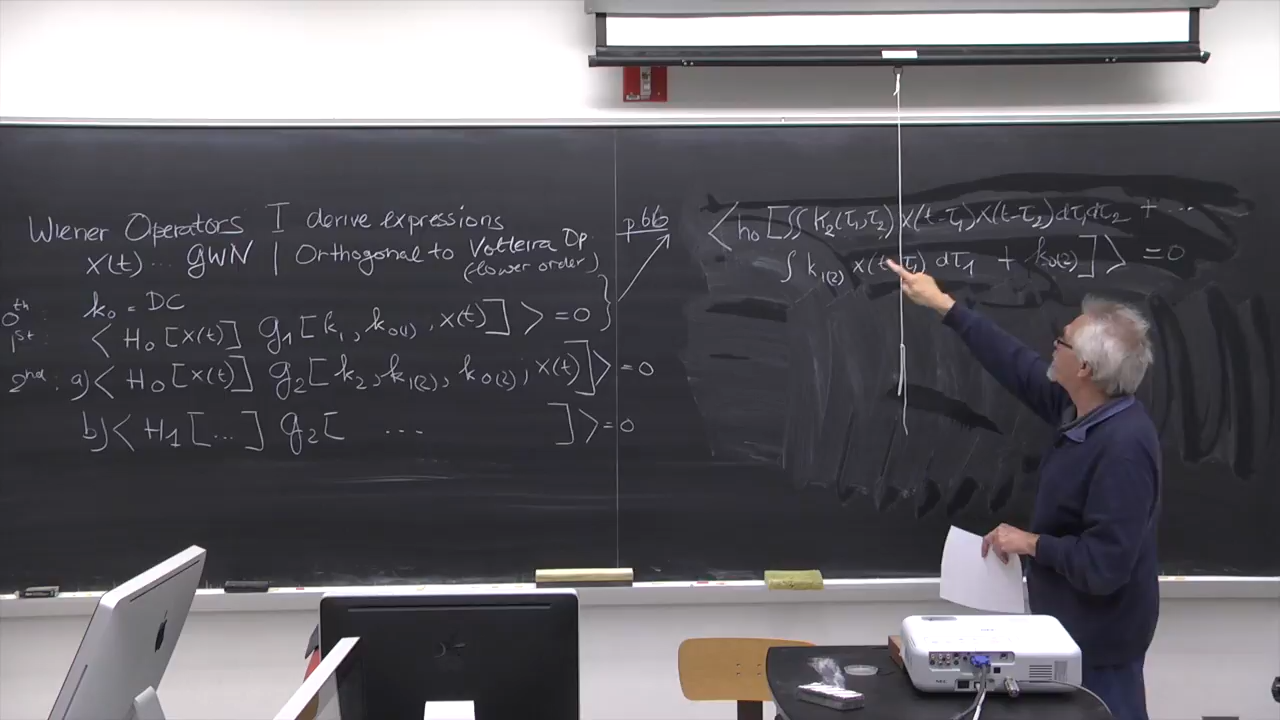 Wiener Operators I derive expressions
x(t) ... GWN | Orthogonal to Volterra Op.
(lower order)
0th: k₀ = DC
1st: < H₀[x(t)] g₁[k₁, k₀₍₁₎, x(t)] > = 0
2nd: a) < H₀[x(t)] g₂[k₂, k₁₍₂₎, k₀₍₂₎; x(t)] > = 0
b) < H₁[...] g₂[ ... ] > = 0
p 66
< h₀ [∫∫ k₂(τ₁,τ₂) x(t-τ₁) x(t-τ₂) dτ₁ dτ₂ + ...
∫ k₁₍₂₎ x(t-τ₁) dτ₁ + k₀₍₂₎ ] > = 0